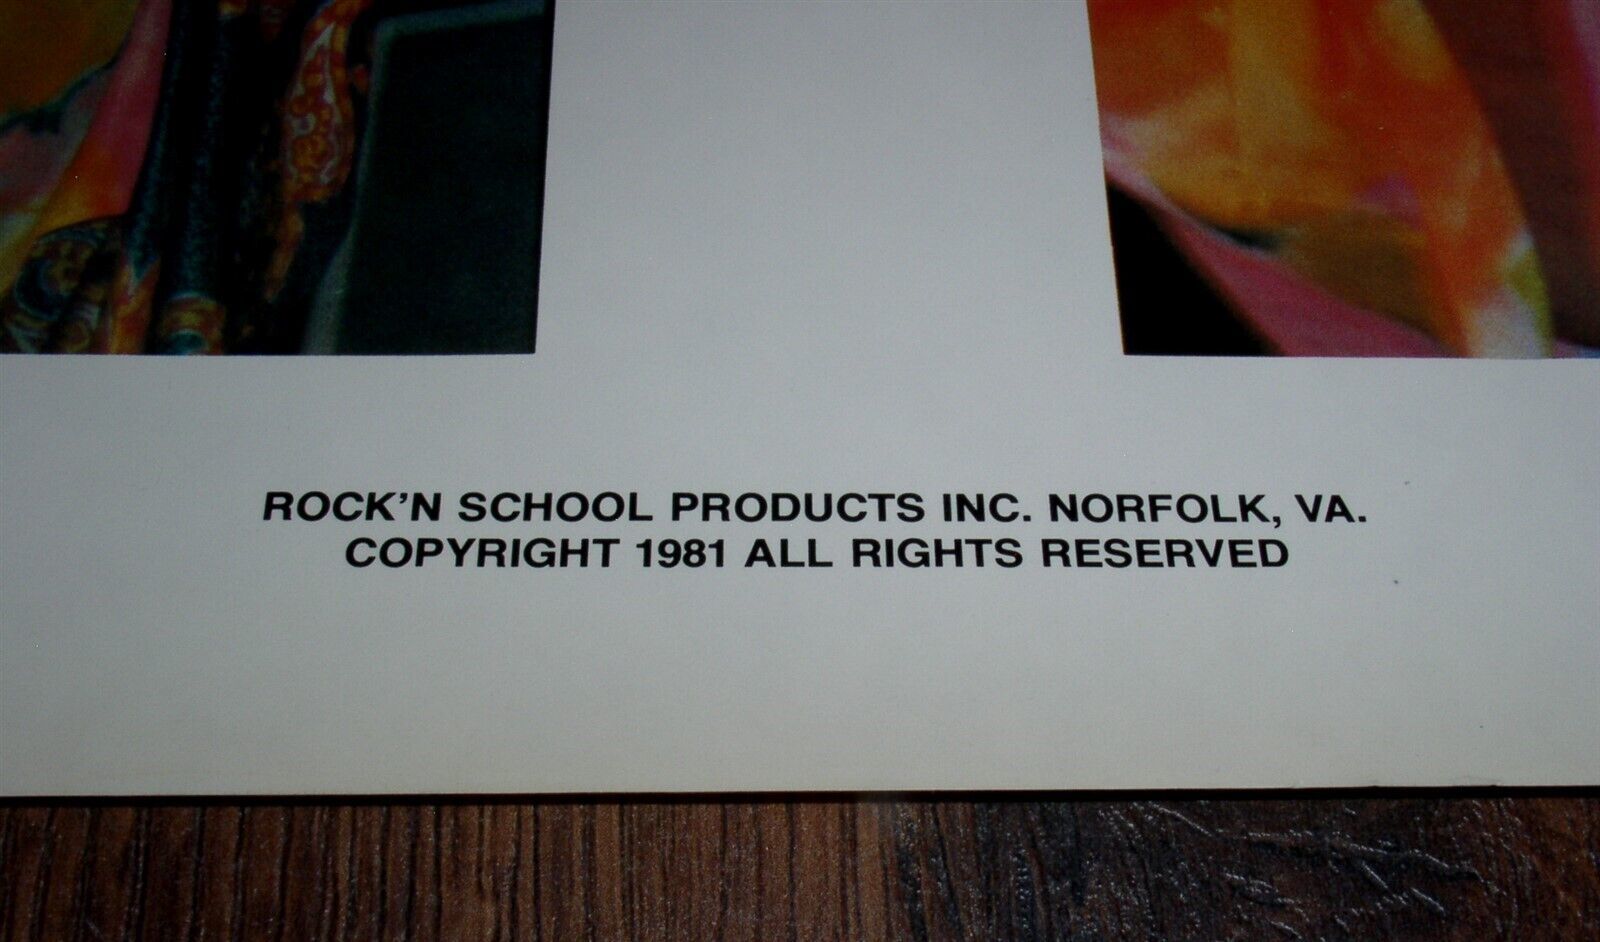 ROCK'N SCHOOL PRODUCTS INC. NORFOLK, VA.
COPYRIGHT 1981 ALL RIGHTS RESERVED